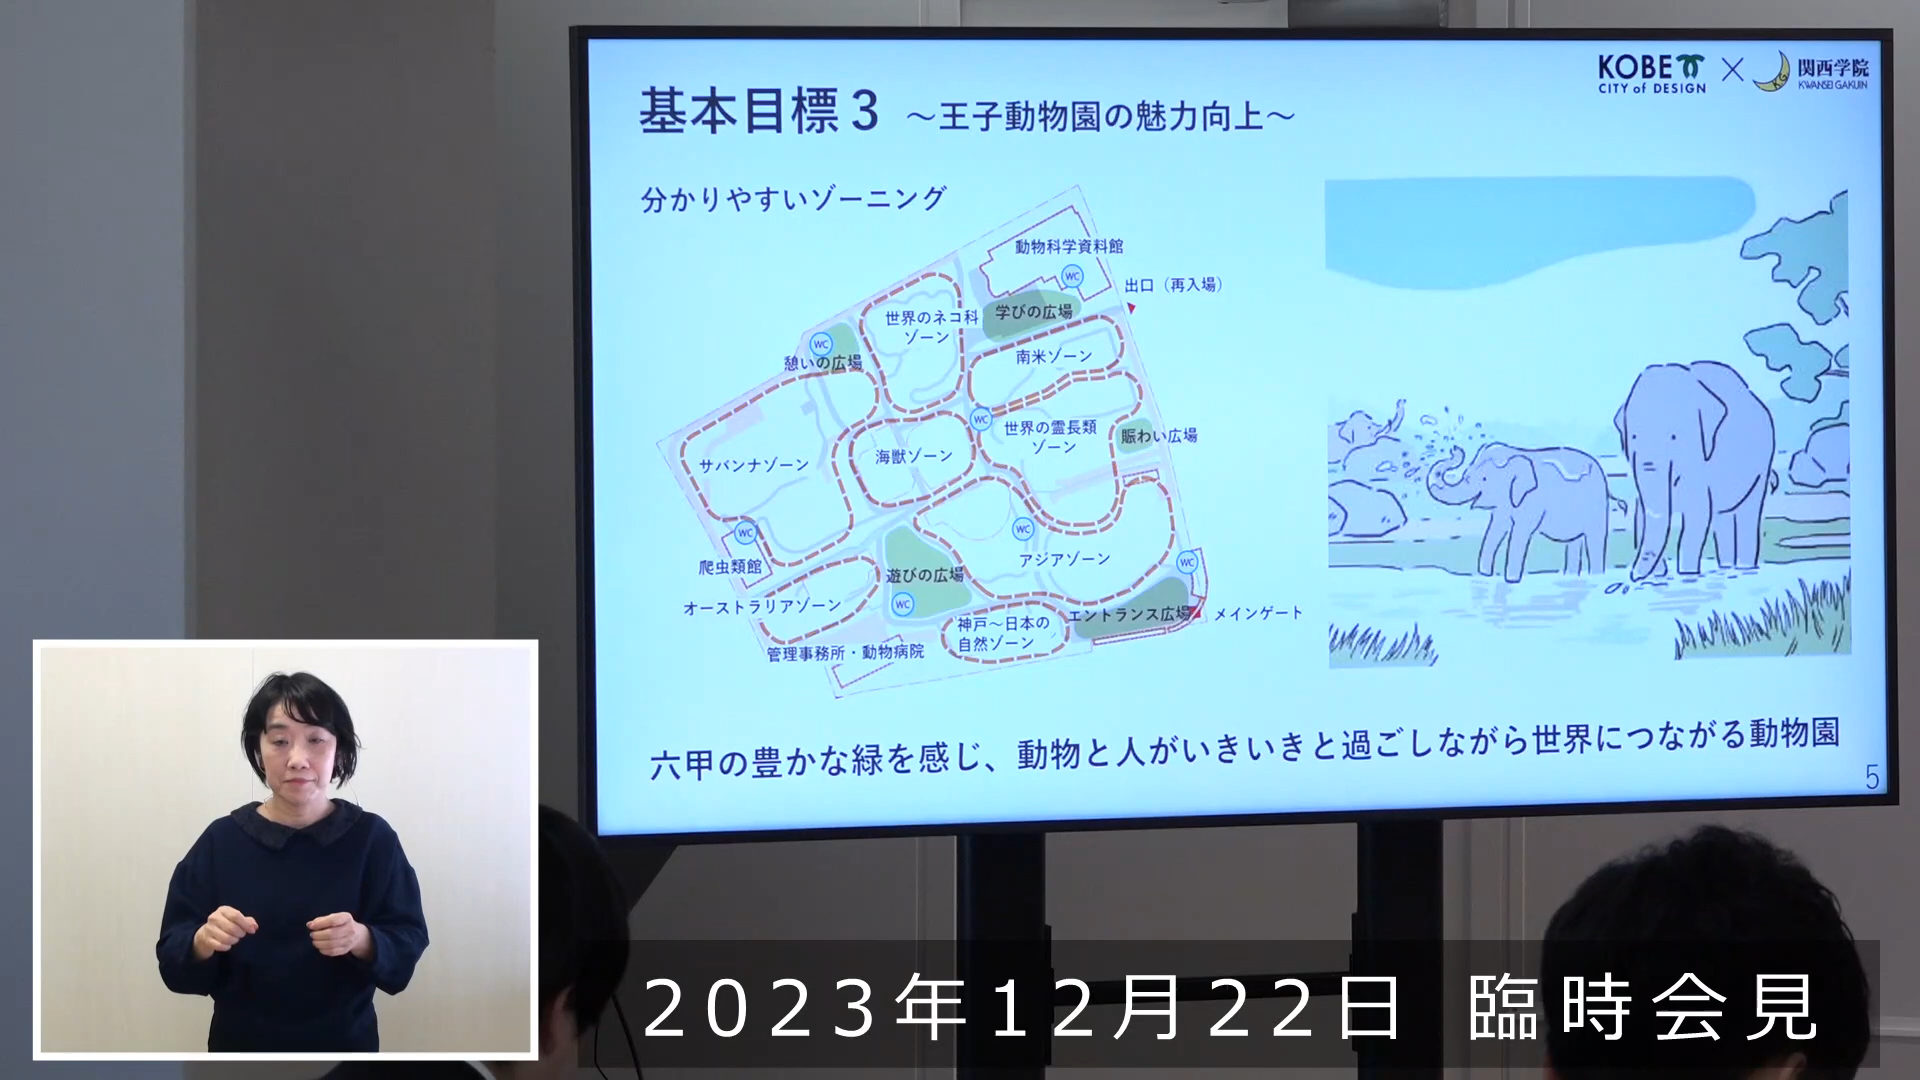 KOBE
CITY of DESIGN
×
関西学院
KWANSEI GAKUIN
基本目標3 ～王子動物園の魅力向上～
分かりやすいゾーニング
動物科学資料館
WC
出口（再入場）
学びの広場
世界のネコ科
ゾーン
WC
憩いの広場
南米ゾーン
WC
世界の霊長類
ゾーン
賑わい広場
サバンナゾーン
海獣ゾーン
WC
WC
アジアゾーン
WC
爬虫類館
遊びの広場
WC
オーストラリアゾーン
エントランス広場
メインゲート
神戸～日本の
自然ゾーン
管理事務所・動物病院
六甲の豊かな緑を感じ、動物と人がいきいきと過ごしながら世界につながる動物園
5
2023年12月22日 臨時会見